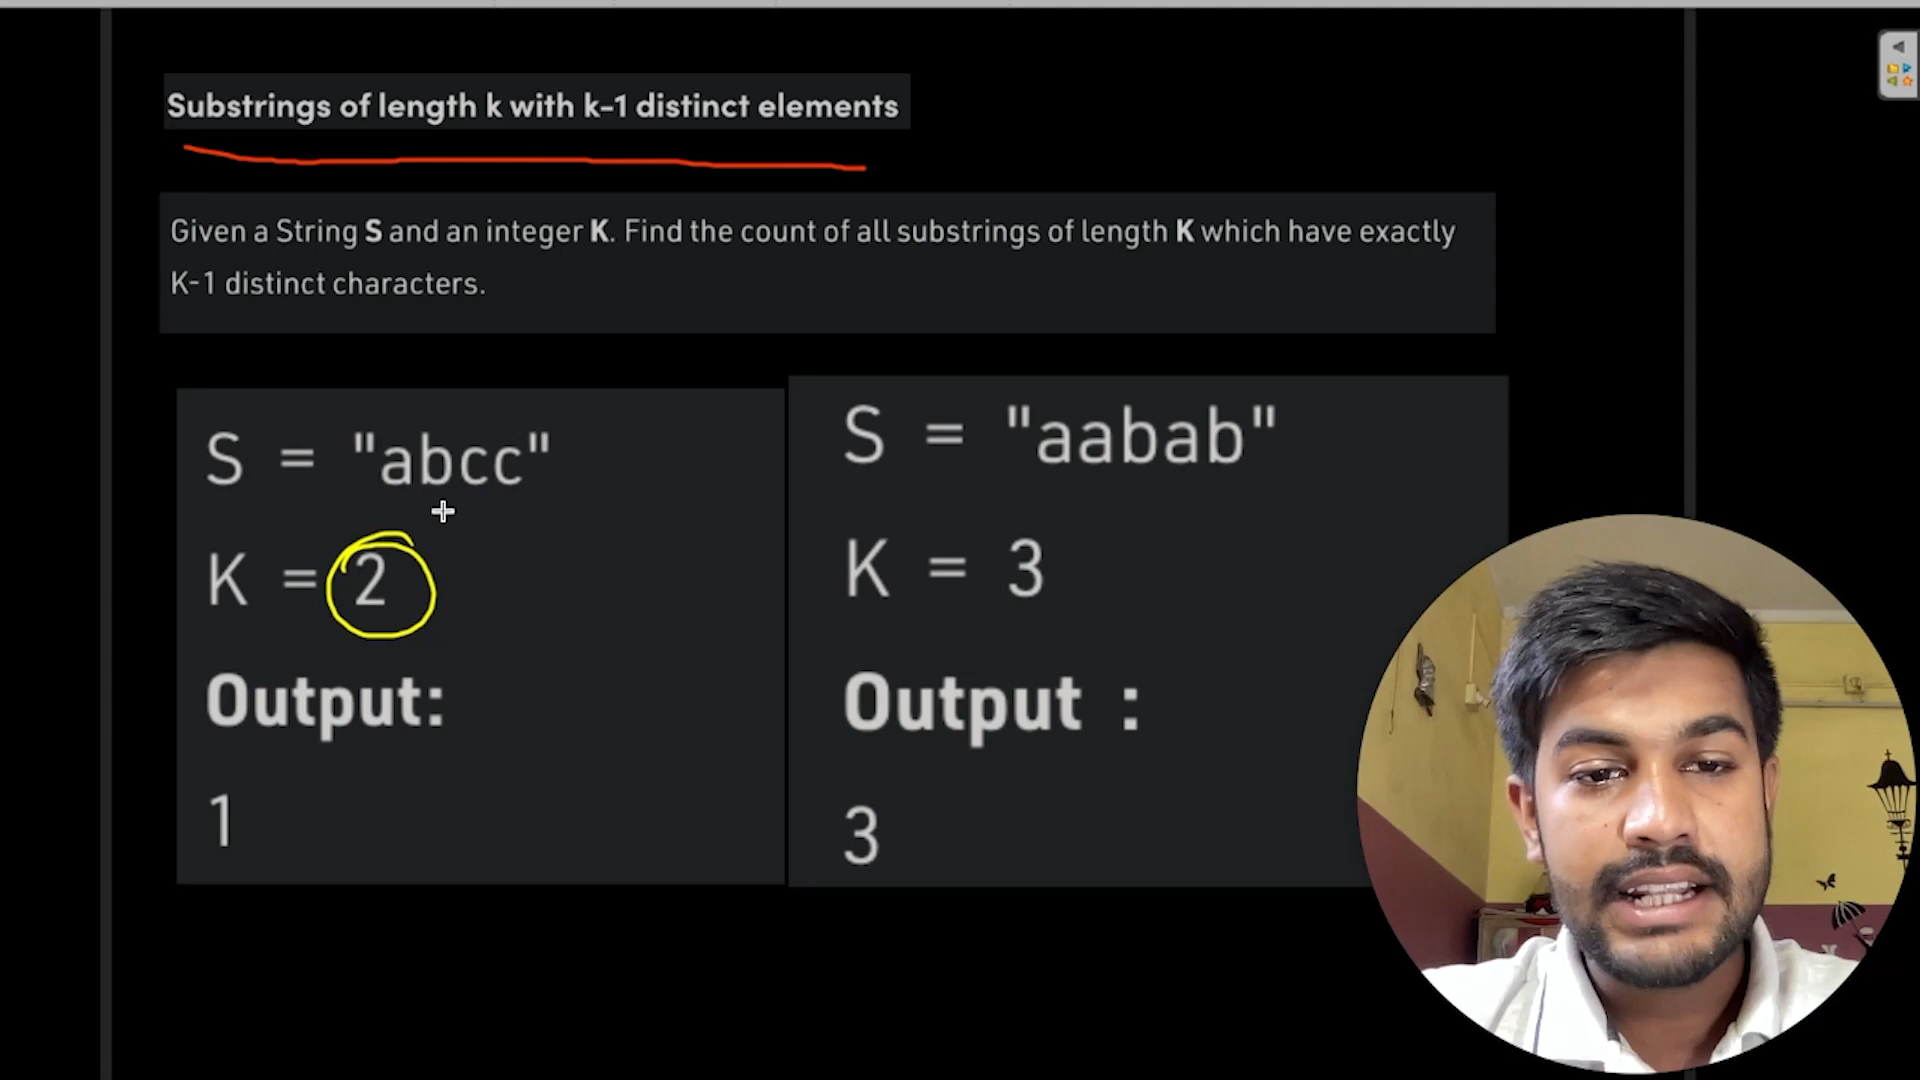 Substrings of length k with k-1 distinct elements
Given a String S and an integer K. Find the count of all substrings of length K which have exactly
K-1 distinct characters.
S = "abcc"
K = 2
Output:
1
S = "aabab"
K = 3
Output :
3